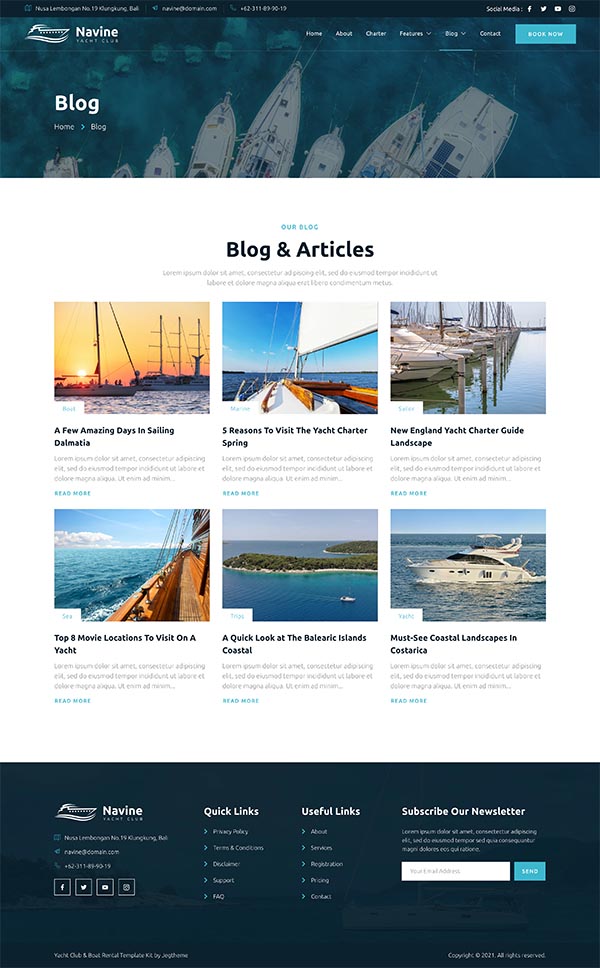 Nusa Lembongan No.19 Klungkung, Bali navine@domain.com +62-311-89-90-19 Social Media :
Navine
YACHT CLUB
Home About Charter Features Blog Contact BOOK NOW
Blog
Home Blog
OUR BLOG
Blog & Articles
Lorem ipsum dolor sit amet, consectetur adipiscing elit, sed do eiusmod tempor incididunt ut
labore et dolore magna aliqua erat libero condimentum metus.
Boat
A Few Amazing Days In Sailing
Dalmatia
Lorem ipsum dolor sit amet, consectetur adipiscing
elit, sed do eiusmod tempor incididunt ut labore et
dolore magna aliqua. Ut enim ad minim...
READ MORE
Marine
5 Reasons To Visit The Yacht Charter
Spring
Lorem ipsum dolor sit amet, consectetur adipiscing
elit, sed do eiusmod tempor incididunt ut labore et
dolore magna aliqua. Ut enim ad minim...
READ MORE
Sailor
New England Yacht Charter Guide
Landscape
Lorem ipsum dolor sit amet, consectetur adipiscing
elit, sed do eiusmod tempor incididunt ut labore et
dolore magna aliqua. Ut enim ad minim...
READ MORE
Sea
Top 8 Movie Locations To Visit On A
Yacht
Lorem ipsum dolor sit amet, consectetur adipiscing
elit, sed do eiusmod tempor incididunt ut labore et
dolore magna aliqua. Ut enim ad minim...
READ MORE
Trips
A Quick Look at The Balearic Islands
Coastal
Lorem ipsum dolor sit amet, consectetur adipiscing
elit, sed do eiusmod tempor incididunt ut labore et
dolore magna aliqua. Ut enim ad minim...
READ MORE
Yacht
Must-See Coastal Landscapes In
Costarica
Lorem ipsum dolor sit amet, consectetur adipiscing
elit, sed do eiusmod tempor incididunt ut labore et
dolore magna aliqua. Ut enim ad minim...
READ MORE
Navine
YACHT CLUB
Nusa Lembongan No.19 Klungkung, Bali
navine@domain.com
+62-311-89-90-19
Quick Links
Privacy Policy
Terms & Conditions
Disclaimer
Support
FAQ
Useful Links
About
Services
Registration
Pricing
Contact
Subscribe Our Newsletter
Lorem ipsum dolor sit amet, consectetur adipiscing
dolores eos qui ratione.
Your Email Address SEND
Yacht Club & Boat Rental Template Kit by Jegtheme
Copyright © 2021. All rights reserved.